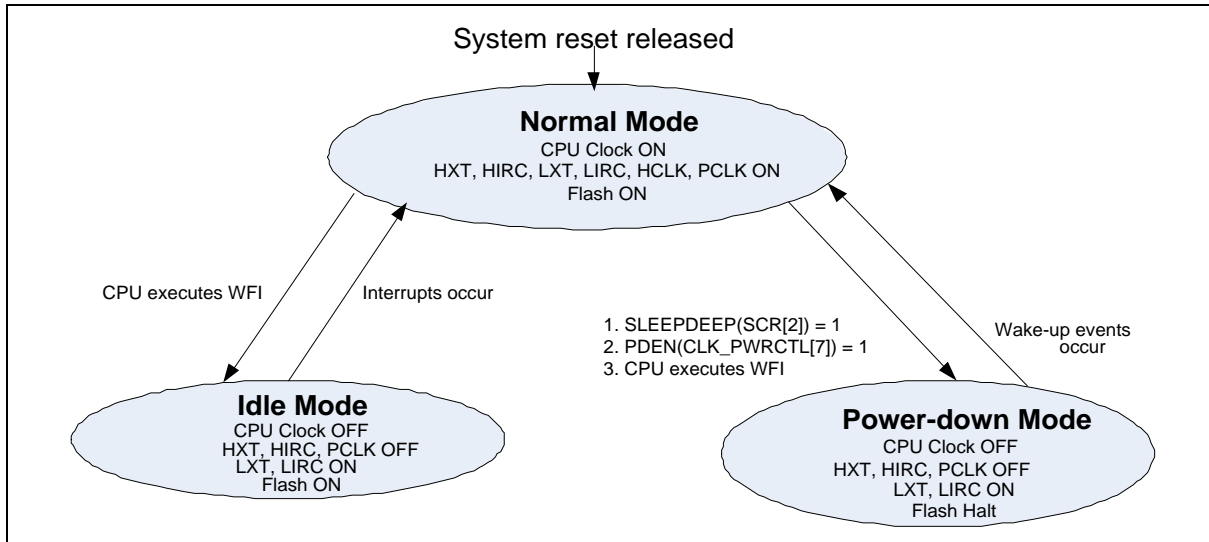 System reset released
Normal Mode
CPU Clock ON
HXT, HIRC, LXT, LIRC, HCLK, PCLK ON
Flash ON
CPU executes WFI
Interrupts occur
1. SLEEPDEEP(SCR[2]) = 1
2. PDEN(CLK_PWRCTL[7]) = 1
3. CPU executes WFI
Wake-up events
occur
Idle Mode
CPU Clock OFF
HXT, HIRC, PCLK OFF
LXT, LIRC ON
Flash ON
Power-down Mode
CPU Clock OFF
HXT, HIRC, PCLK OFF
LXT, LIRC ON
Flash Halt